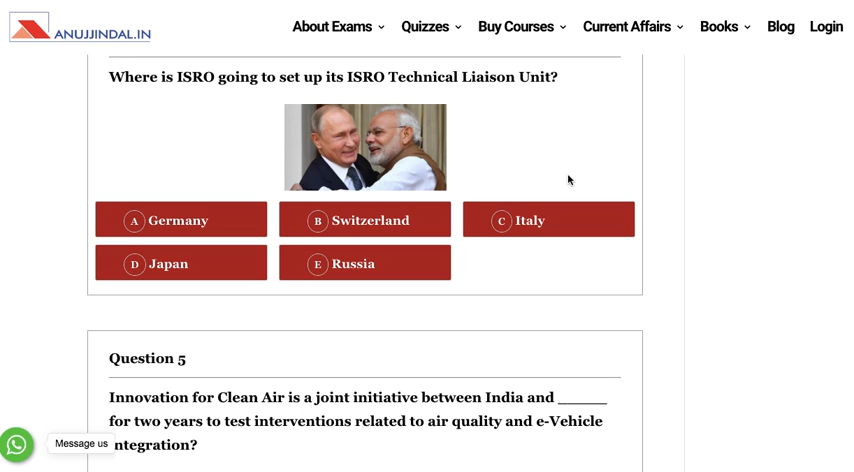 ANUJJINDAL.IN
About Exams Quizzes Buy Courses Current Affairs Books Blog Login
Where is ISRO going to set up its ISRO Technical Liaison Unit?
A Germany B Switzerland C Italy
D Japan E Russia
Question 5
Innovation for Clean Air is a joint initiative between India and ______
for two years to test interventions related to air quality and e-Vehicle
integration?
Message us